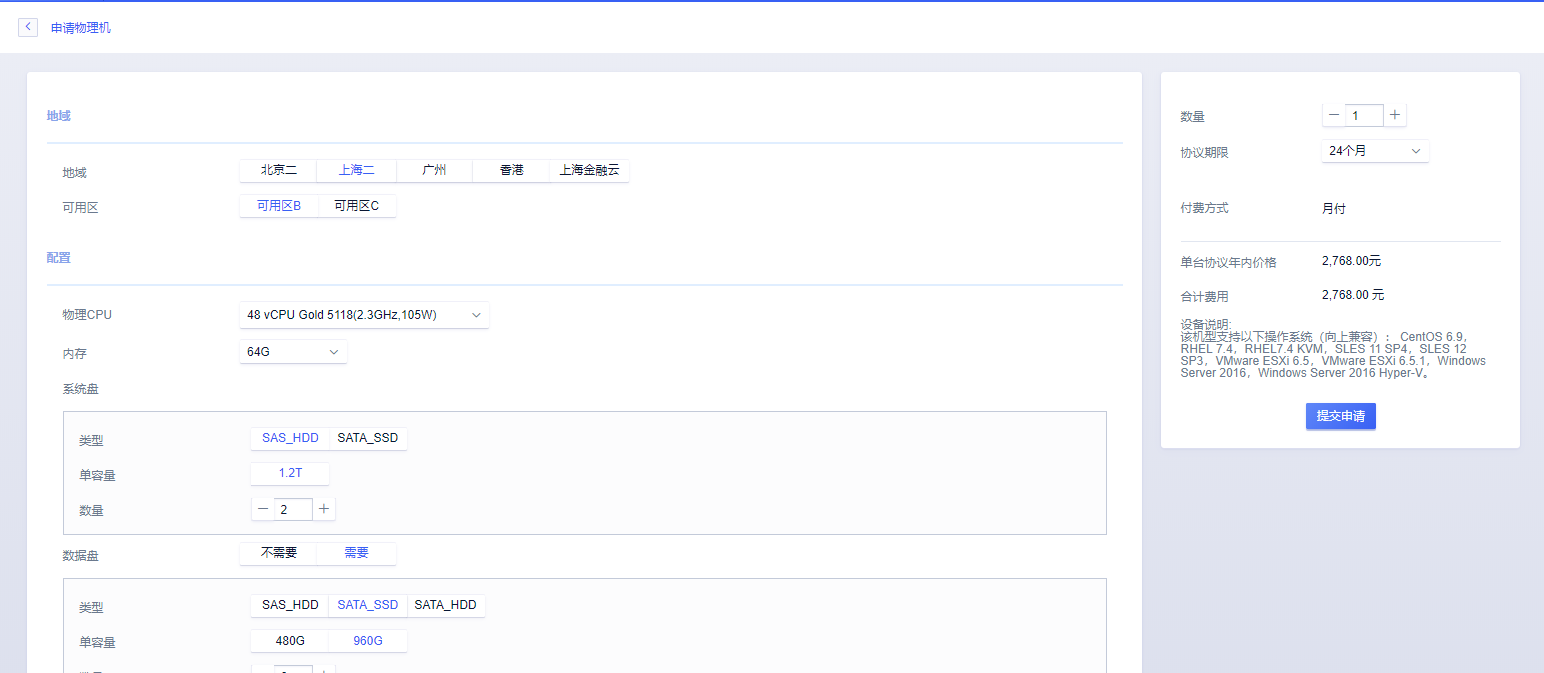 申请物理机
地域
地域 北京二 上海二 广州 香港 上海金融云
可用区 可用区B 可用区C
配置
物理CPU 48 vCPU Gold 5118(2.3GHz,105W)
内存 64G
系统盘
类型 SAS_HDD SATA_SSD
单容量 1.2T
数量 2
数据盘 不需要 需要
类型 SAS_HDD SATA_SSD SATA_HDD
单容量 480G 960G
数量 1
协议期限 24个月
付费方式 月付
单台协议年内价格 2,768.00元
合计费用 2,768.00 元
设备说明:
该机型支持以下操作系统（向上兼容）： CentOS 6.9，
RHEL 7.4，RHEL7.4 KVM，SLES 11 SP4，SLES 12
SP3，VMware ESXi 6.5，VMware ESXi 6.5.1，Windows
Server 2016，Windows Server 2016 Hyper-V。
提交申请